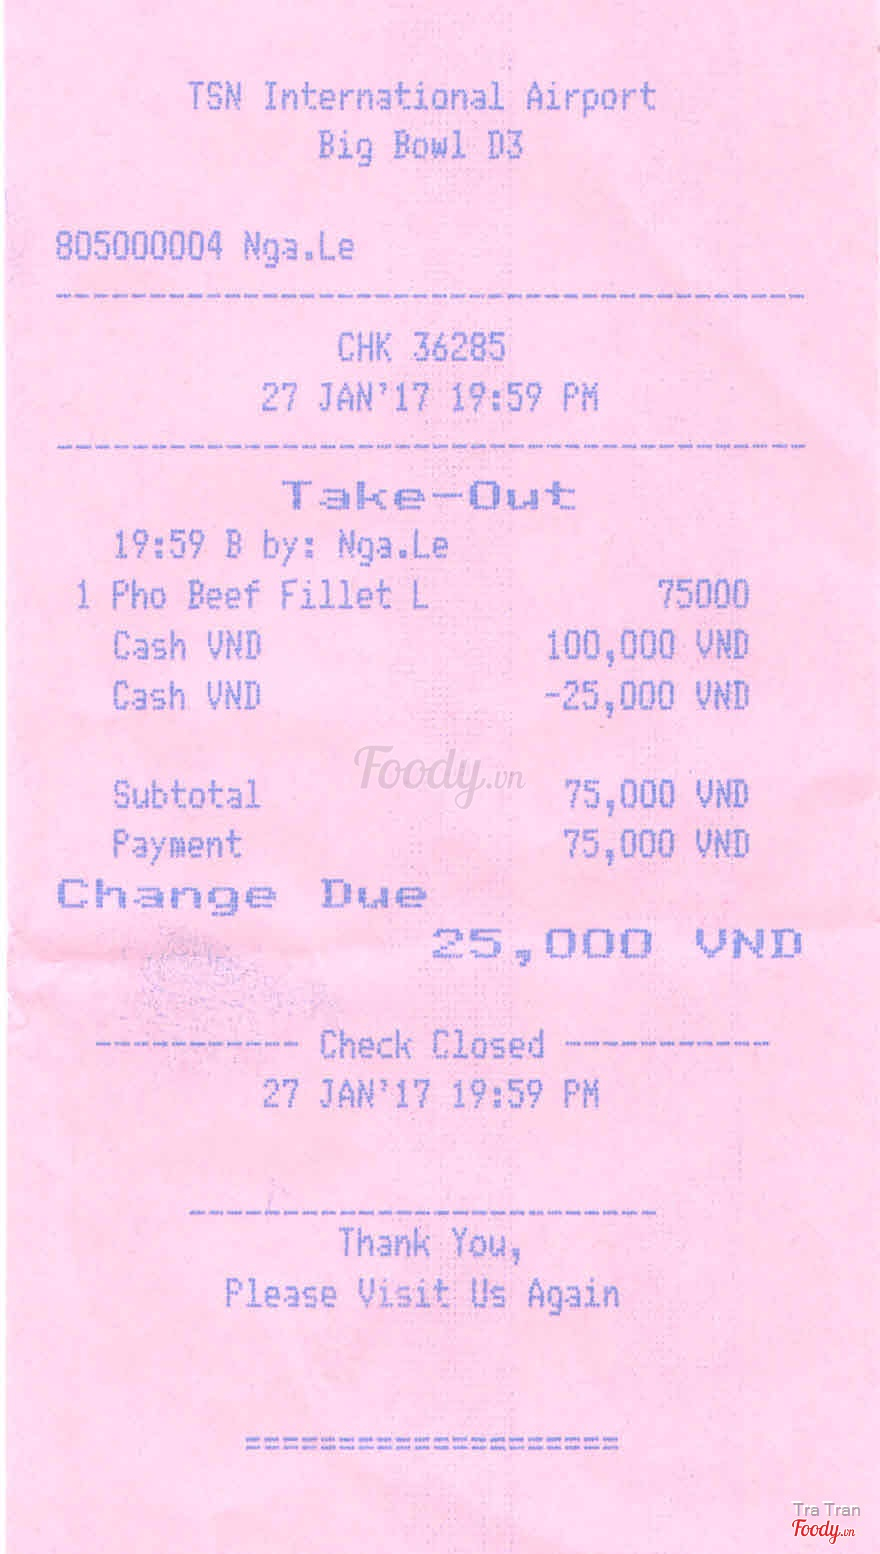 TSN International Airport
Big Bowl D3
805000004 Nga.Le
----------------------------------------
CHK 36285
27 JAN'17 19:59 PM
----------------------------------------
Take-Out
19:59 B by: Nga.Le
1 Pho Beef Fillet L 75000
Cash VND 100,000 VND
Cash VND -25,000 VND
Foody.vn
Subtotal 75,000 VND
Payment 75,000 VND
Change Due
25,000 VND
----------- Check Closed -----------
27 JAN'17 19:59 PM
-------------------------
Thank You,
Please Visit Us Again
====================
Tra Tran
Foody.vn